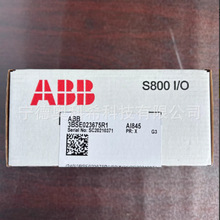 ABB
S800 I/O
ABB
3BSE023675R1
AI845
Serial No: SC20210371
PR: X
G3